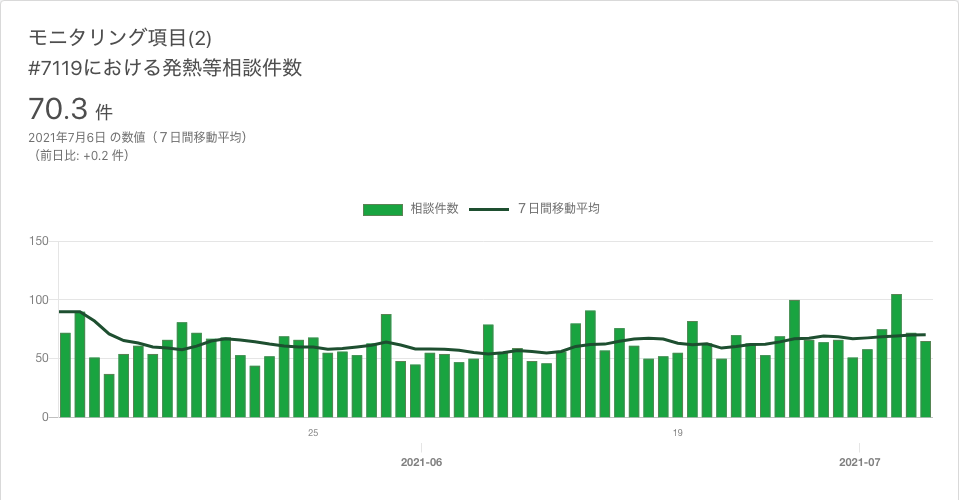 モニタリング項目(2)
#7119における発熱等相談件数
70.3 件
2021年7月6日 の数値（７日間移動平均）
（前日比: +0.2 件）
相談件数 ７日間移動平均
150
100
50
0
25 19
2021-06 2021-07